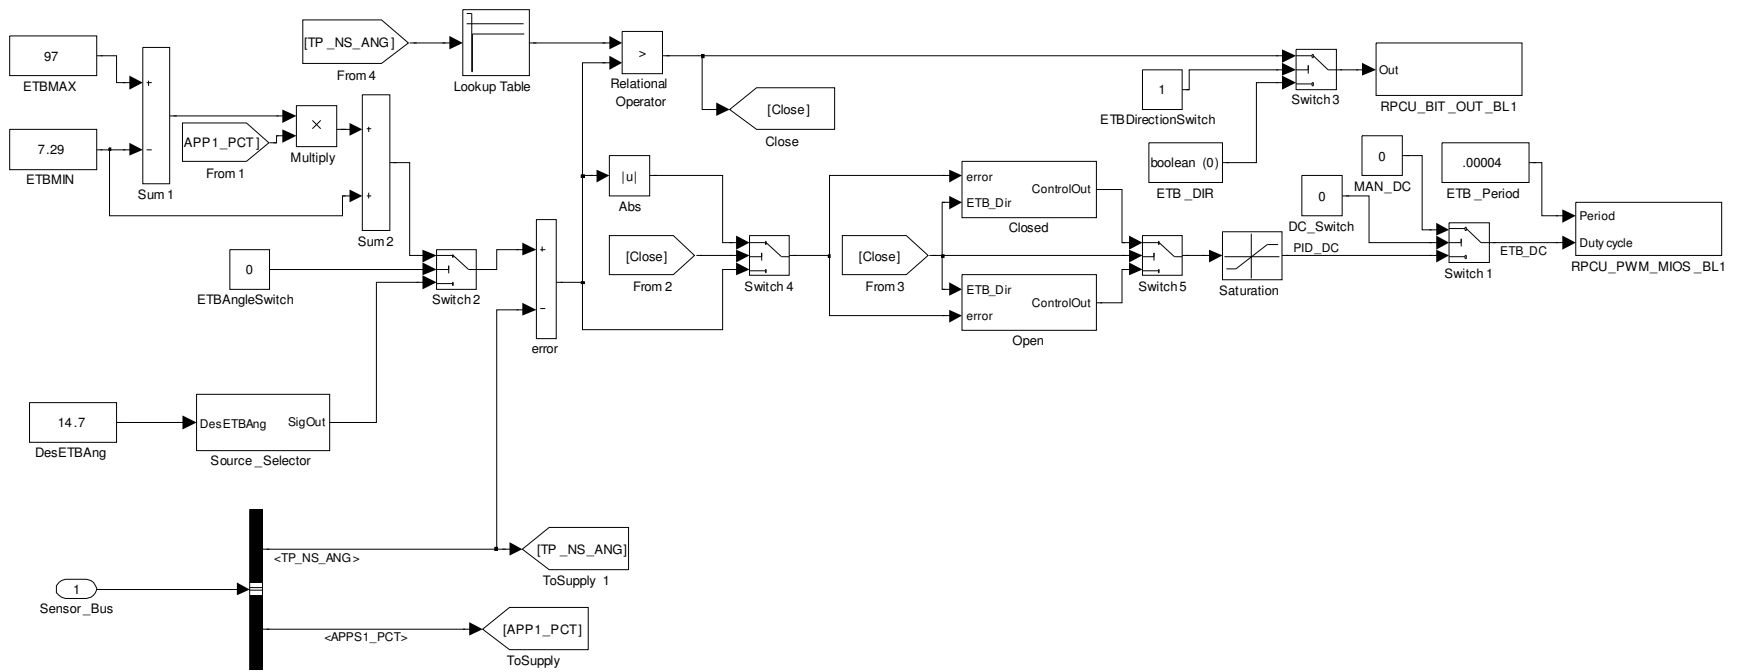 97
ETBMAX
7.29
ETBMIN
+
−
Sum 1
APP1 _PCT]
From 1
×
Multiply
+
+
Sum 2
[TP _NS_ANG]
From 4
Lookup Table
>
Relational
Operator
[Close]
Close
1
ETBDirectionSwitch
boolean (0)
ETB _DIR
Switch 3
Out
RPCU_BIT _OUT _BL1
0
ETBAngleSwitch
Switch 2
+
−
error
|u|
Abs
[Close]
From 2
Switch 4
[Close]
From 3
error
ETB_Dir
ControlOut
Closed
ETB_Dir
error
ControlOut
Open
Switch 5
Saturation
PID_DC
0
DC_Switch
0
MAN_DC
.00004
ETB _Period
Switch 1
ETB_DC
Period
Duty cycle
RPCU_PWM_MIOS _BL1
14.7
DesETBAng
DesETBAng
SigOut
Source _Selector
1
Sensor _Bus
<TP_NS_ANG>
[TP _NS_ANG]
ToSupply 1
<APPS1_PCT>
[APP1_PCT]
ToSupply